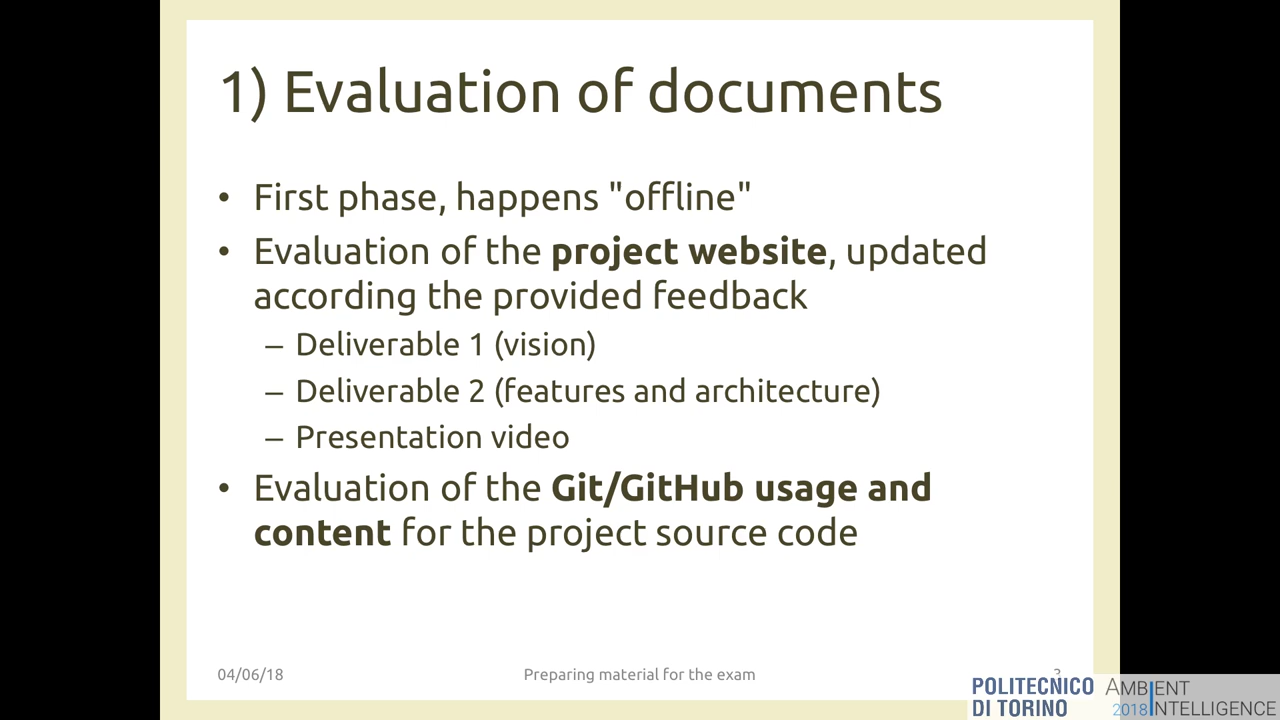 1) Evaluation of documents
• First phase, happens "offline"
• Evaluation of the project website, updated
according the provided feedback
– Deliverable 1 (vision)
– Deliverable 2 (features and architecture)
– Presentation video
• Evaluation of the Git/GitHub usage and
content for the project source code
04/06/18
Preparing material for the exam
POLITECNICO
DI TORINO
AMBIENT
2018 INTELLIGENCE